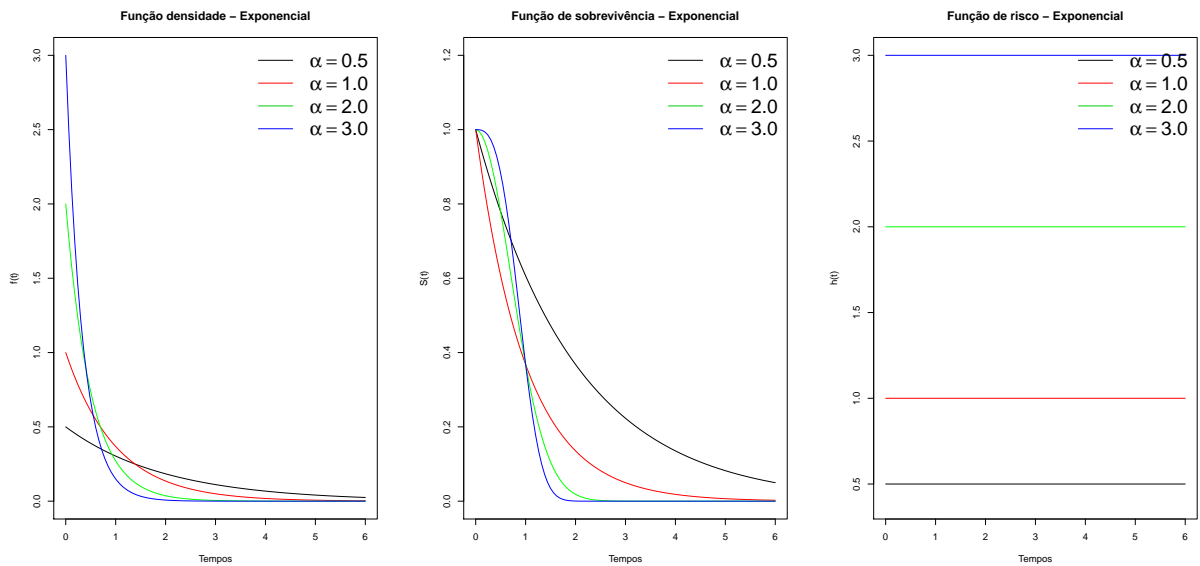 Função densidade − Exponencial
α = 0.5
α = 1.0
α = 2.0
α = 3.0
f(t)
0.0
0.5
1.0
1.5
2.0
2.5
3.0
0 1 2 3 4 5 6
Tempos
Função de sobrevivência − Exponencial
α = 0.5
α = 1.0
α = 2.0
α = 3.0
S(t)
0.0
0.2
0.4
0.6
0.8
1.0
1.2
0 1 2 3 4 5 6
Tempos
Função de risco − Exponencial
α = 0.5
α = 1.0
α = 2.0
α = 3.0
h(t)
0.5
1.0
1.5
2.0
2.5
3.0
0 1 2 3 4 5 6
Tempos